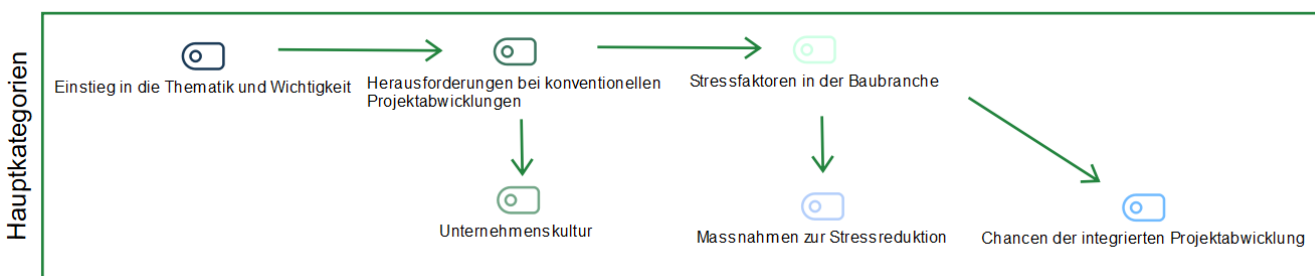 Hauptkategorien
Einstieg in die Thematik und Wichtigkeit
Herausforderungen bei konventionellen
Projektabwicklungen
Stressfaktoren in der Baubranche
Unternehmenskultur
Massnahmen zur Stressreduktion
Chancen der integrierten Projektabwicklung